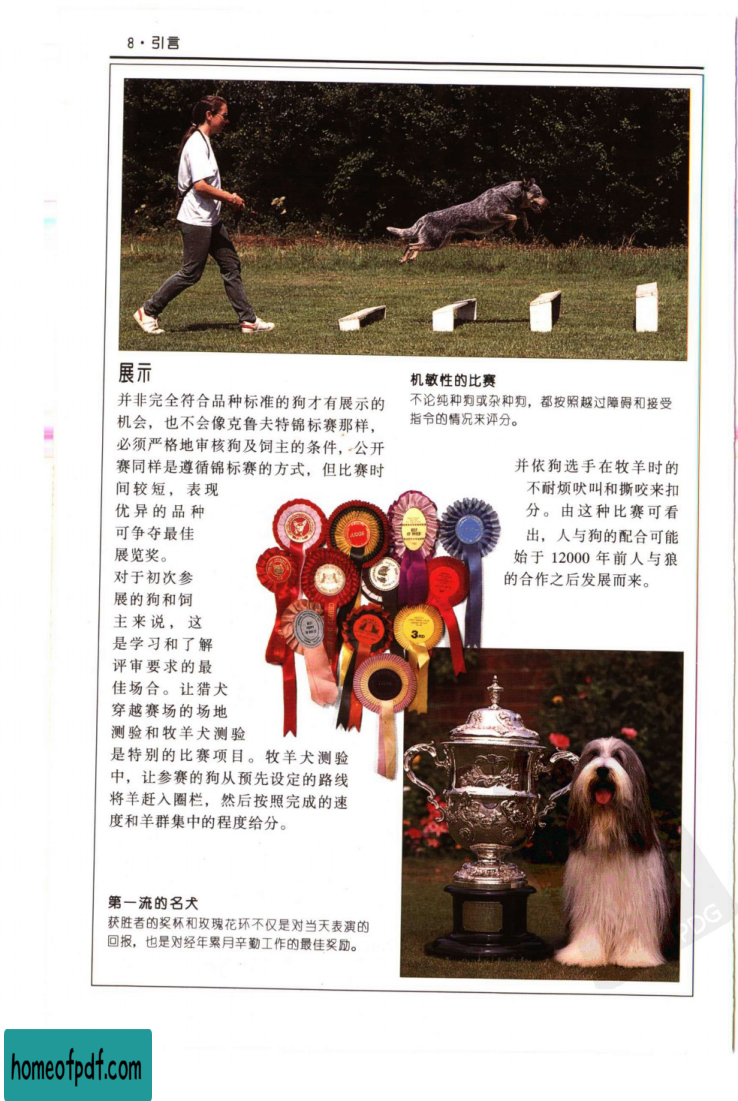 8·引言
展示
并非完全符合品种标准的狗才有展示的
机会，也不会像克鲁夫特锦标赛那样，
必须严格地审核狗及饲主的条件，公开
赛同样是遵循锦标赛的方式，但比赛时
间较短，表现
优异的品种
可争夺最佳
展览奖。
对于初次参
展的狗和饲
主来说，这
是学习和了解
评审要求的最
佳场合。让猎犬
穿越赛场的场地
测验和牧羊犬测验
是特别的比赛项目。牧羊犬测验
中，让参赛的狗从预先设定的路线
将羊赶入圈栏，然后按照完成的速
度和羊群集中的程度给分。
机敏性的比赛
不论纯种狗或杂种狗，都按照越过障碍和接受
指令的情况来评分。
并依狗选手在牧羊时的
不耐烦吠叫和撕咬来扣
分。由这种比赛可看
出，人与狗的配合可能
始于 12000 年前人与狼
的合作之后发展而来。
JUDGE
3RD
第一流的名犬
获胜者的奖杯和玫瑰花环不仅是对当天表演的
回报，也是对经年累月辛勤工作的最佳奖励。
PDG
homeofpdf.com